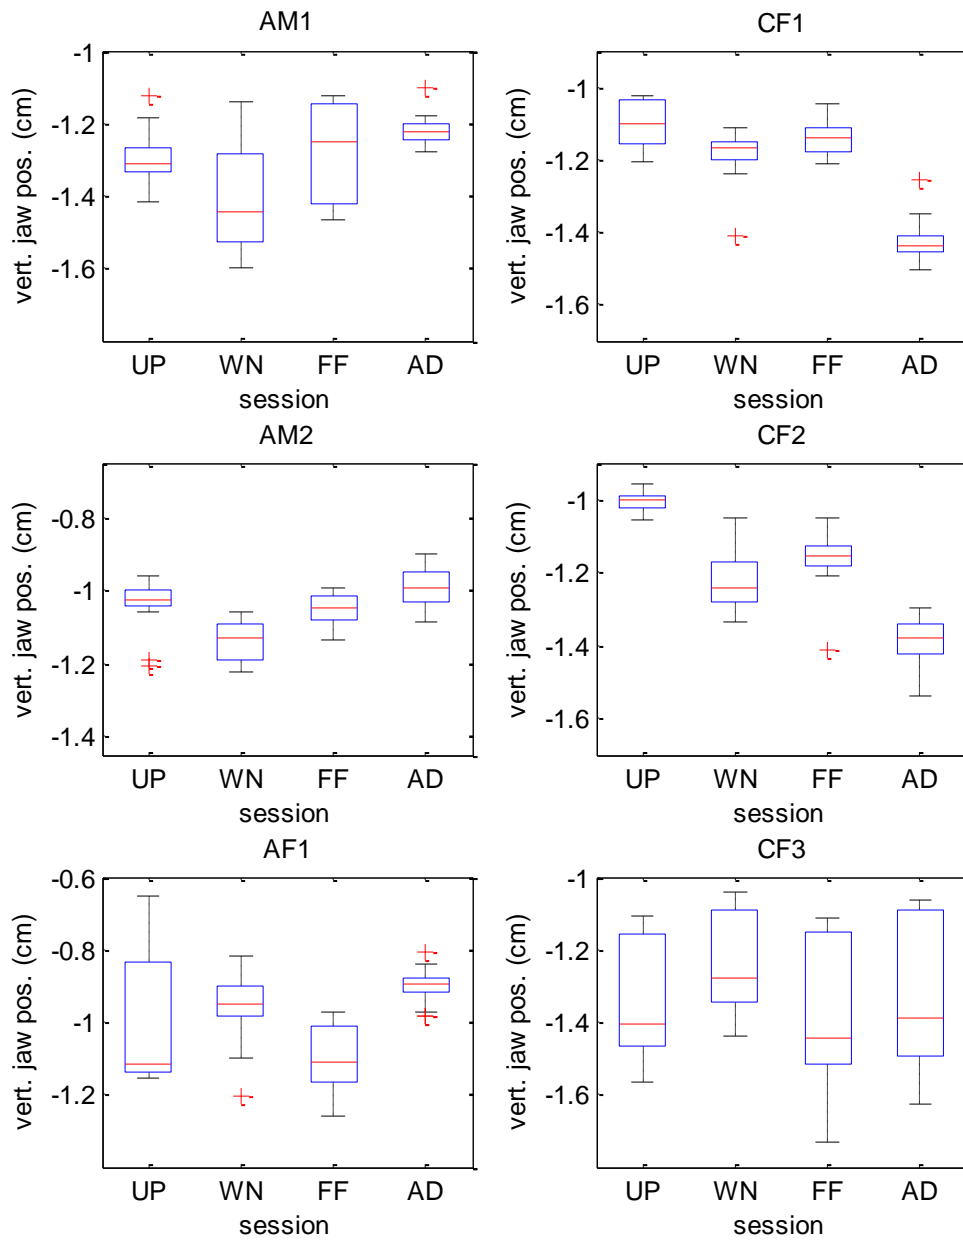 AM1
vert. jaw pos. (cm)
-1
-1.2
-1.4
-1.6
UP WN FF AD
session
CF1
vert. jaw pos. (cm)
-1
-1.2
-1.4
-1.6
UP WN FF AD
session
AM2
vert. jaw pos. (cm)
-0.8
-1
-1.2
-1.4
UP WN FF AD
session
CF2
vert. jaw pos. (cm)
-1
-1.2
-1.4
-1.6
UP WN FF AD
session
AF1
vert. jaw pos. (cm)
-0.6
-0.8
-1
-1.2
UP WN FF AD
session
CF3
vert. jaw pos. (cm)
-1
-1.2
-1.4
-1.6
UP WN FF AD
session